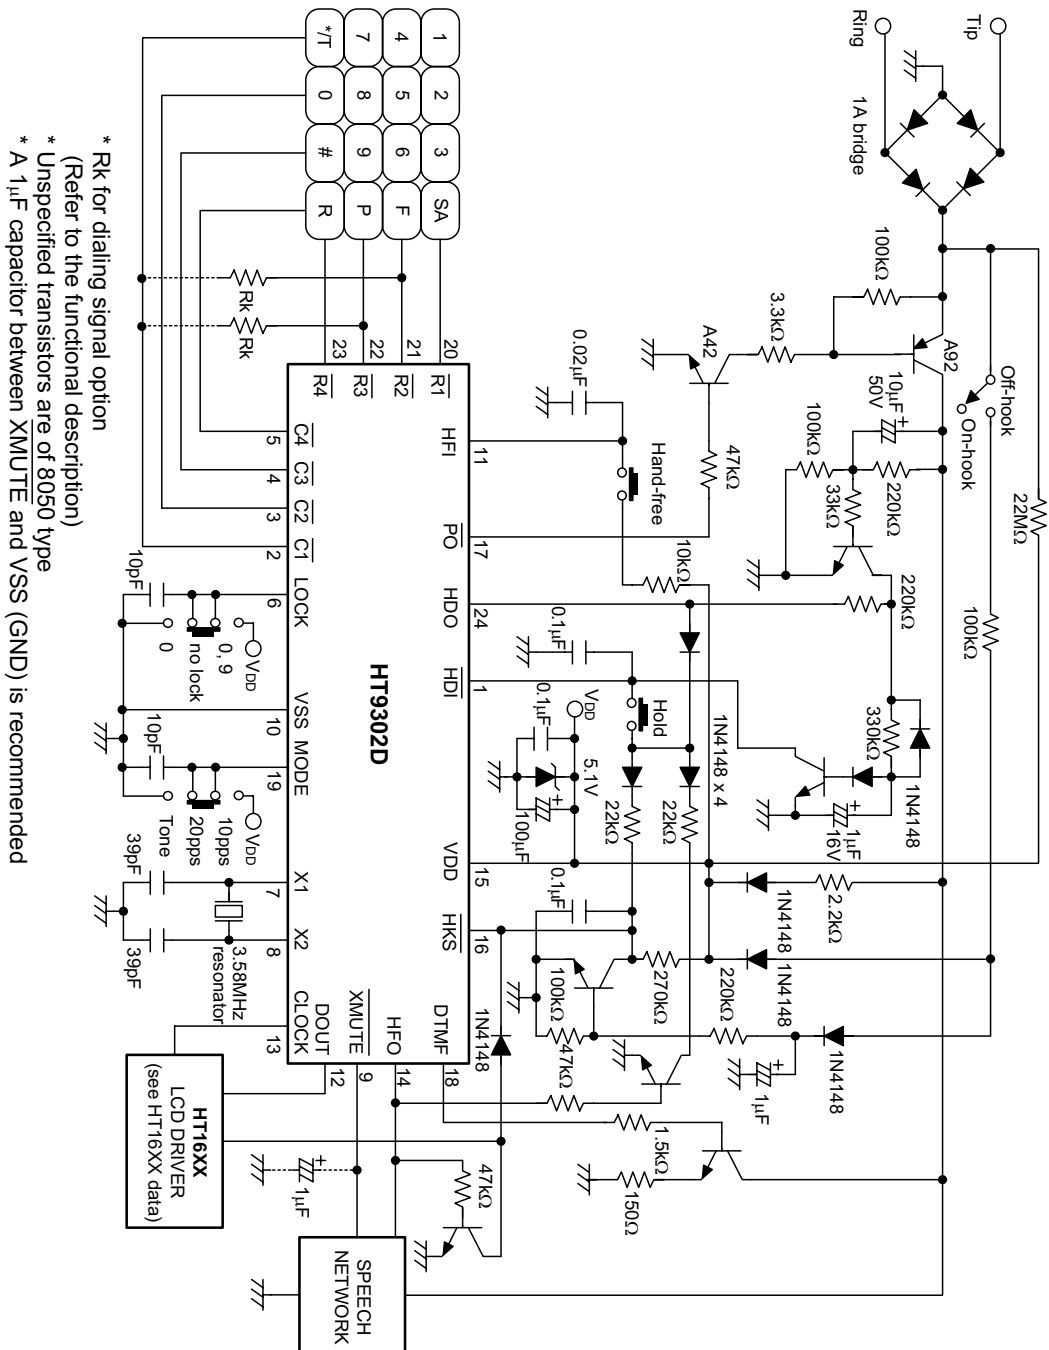 Tip
Ring
1A bridge
22MΩ
Off-hook
On-hook
100kΩ
100kΩ
A92
10µF
50V
220kΩ
100kΩ
33kΩ
3.3kΩ
A42
47kΩ
220kΩ
330kΩ
1N4148
1µF
16V
2.2kΩ
1N4148
1N4148
1N4148
0.02µF
Hand-free
10kΩ
0.1µF
Hold
1N4148 x 4
22kΩ
22kΩ
VDD
0.1µF
5.1V
100µF
0.1µF
270kΩ
220kΩ
100kΩ
47kΩ
1µF
1.5kΩ
150Ω
1N4148
47kΩ
1 2 3 SA
4 5 6 F
7 8 9 P
*/T 0 # R
Rk
Rk
20
21
22
23
11
17
24
1
15
16
18
14
9
12
R1
R2
R3
R4
HFI
PO
HDO
HDI
VDD
HKS
DTMF
HFO
XMUTE
DOUT
HT9302D
C4
C3
C2
C1
LOCK
VSS
MODE
X1
X2
CLOCK
5
4
3
2
6
10
19
7
8
13
10pF
VDD
0, 9
no lock
0
10pF
VDD
10pps
20pps
Tone
39pF
39pF
3.58MHz
resonator
1µF
HT16XX
LCD DRIVER
(see HT16XX data)
SPEECH
NETWORK
* Rk for dialing signal option
(Refer to the functional description)
* Unspecified transistors are of 8050 type
* A 1µF capacitor between XMUTE and VSS (GND) is recommended